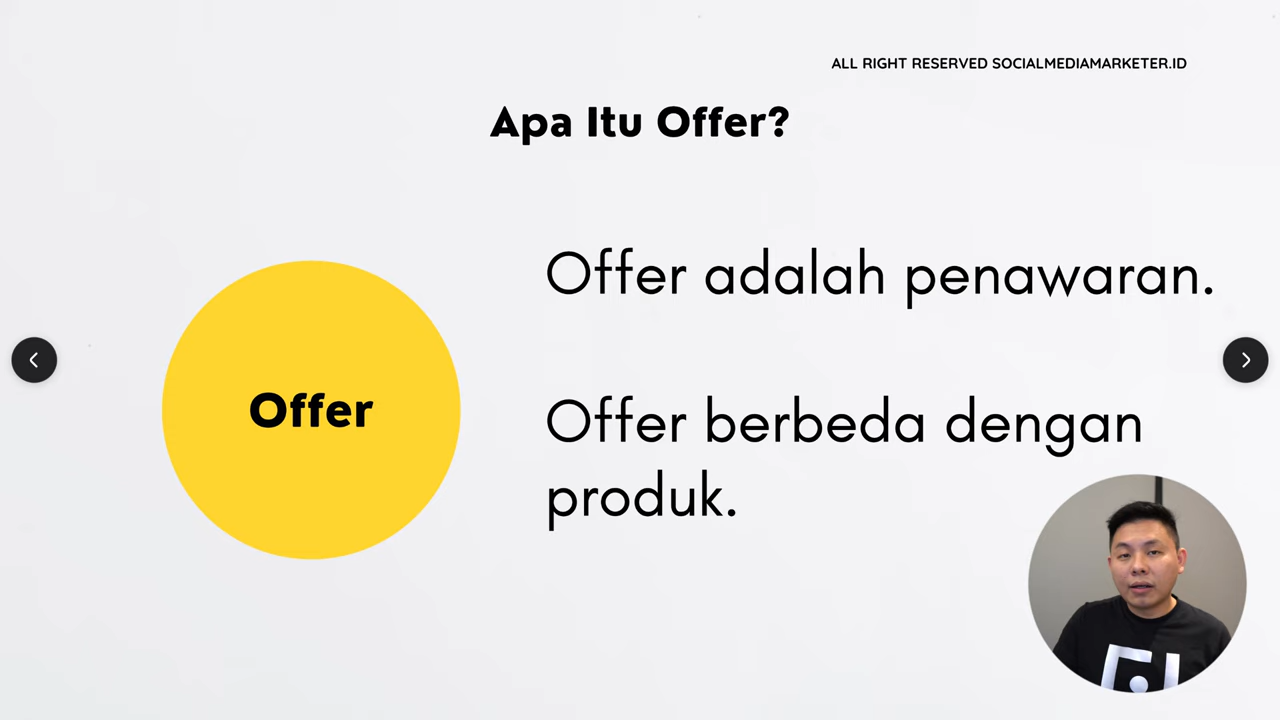 ALL RIGHT RESERVED SOCIALMEDIAMARKETER.ID
Apa Itu Offer?
Offer
Offer adalah penawaran.
Offer berbeda dengan
produk.